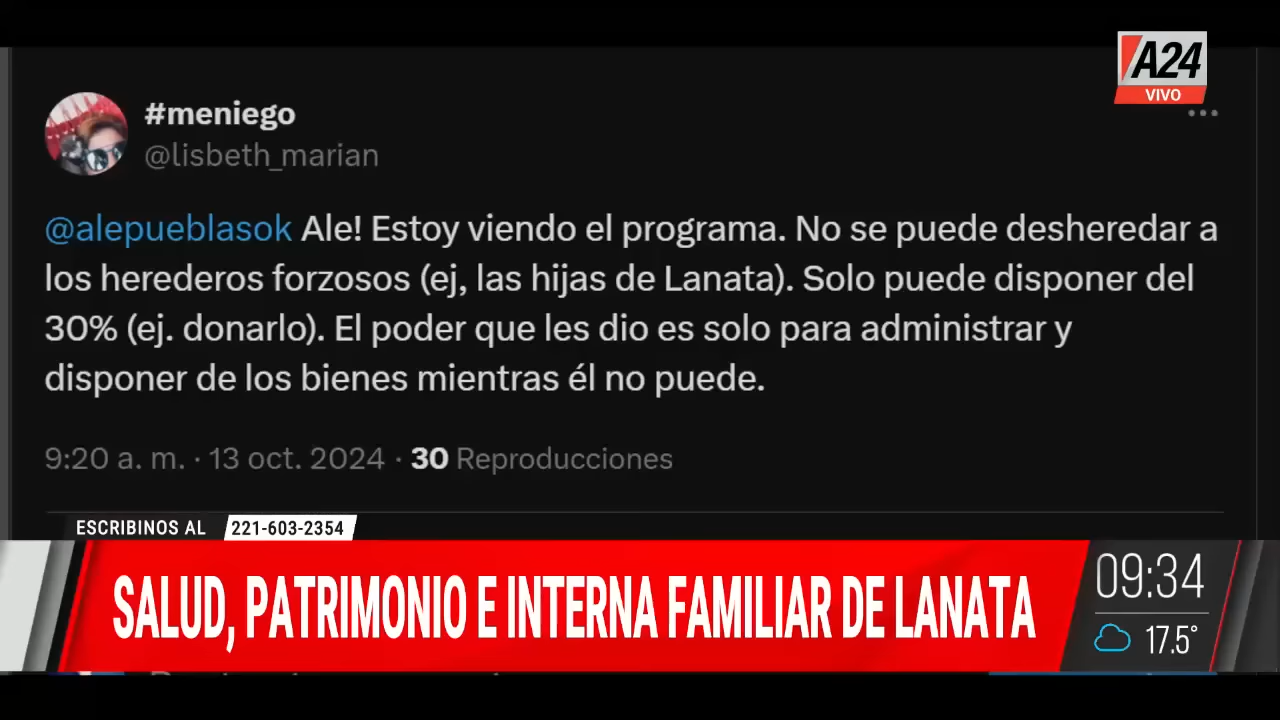 A24
VIVO
#meniego
@lisbeth_marian
@alepueblasok Ale! Estoy viendo el programa. No se puede desheredar a
los herederos forzosos (ej, las hijas de Lanata). Solo puede disponer del
30% (ej. donarlo). El poder que les dio es solo para administrar y
disponer de los bienes mientras él no puede.
9:20 a. m. · 13 oct. 2024 · 30 Reproducciones
ESCRIBINOS AL 221-603-2354
SALUD, PATRIMONIO E INTERNA FAMILIAR DE LANATA
09:34
17.5°